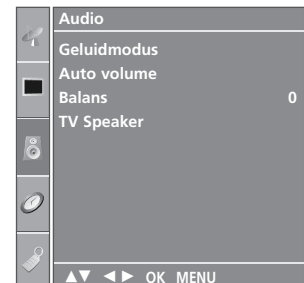 Audio
Geluidmodus
Auto volume
Balans 0
TV Speaker
▲▼ ◄► OK MENU